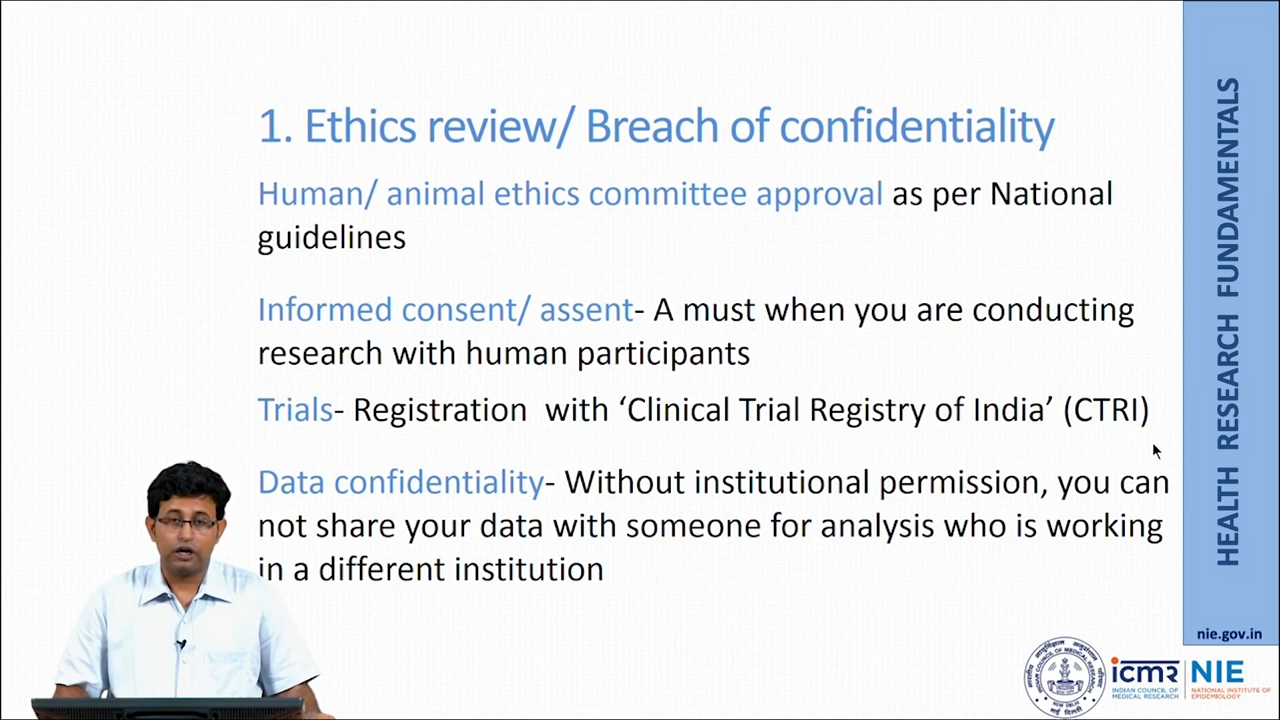 1. Ethics review/ Breach of confidentiality
Human/ animal ethics committee approval as per National
guidelines
Informed consent/ assent- A must when you are conducting
research with human participants
Trials- Registration with ‘Clinical Trial Registry of India’ (CTRI)
Data confidentiality- Without institutional permission, you can
not share your data with someone for analysis who is working
in a different institution
HEALTH RESEARCH FUNDAMENTALS
nie.gov.in
icmr
INDIAN COUNCIL OF
MEDICAL RESEARCH
NIE
NATIONAL INSTITUTE OF
EPIDEMIOLOGY